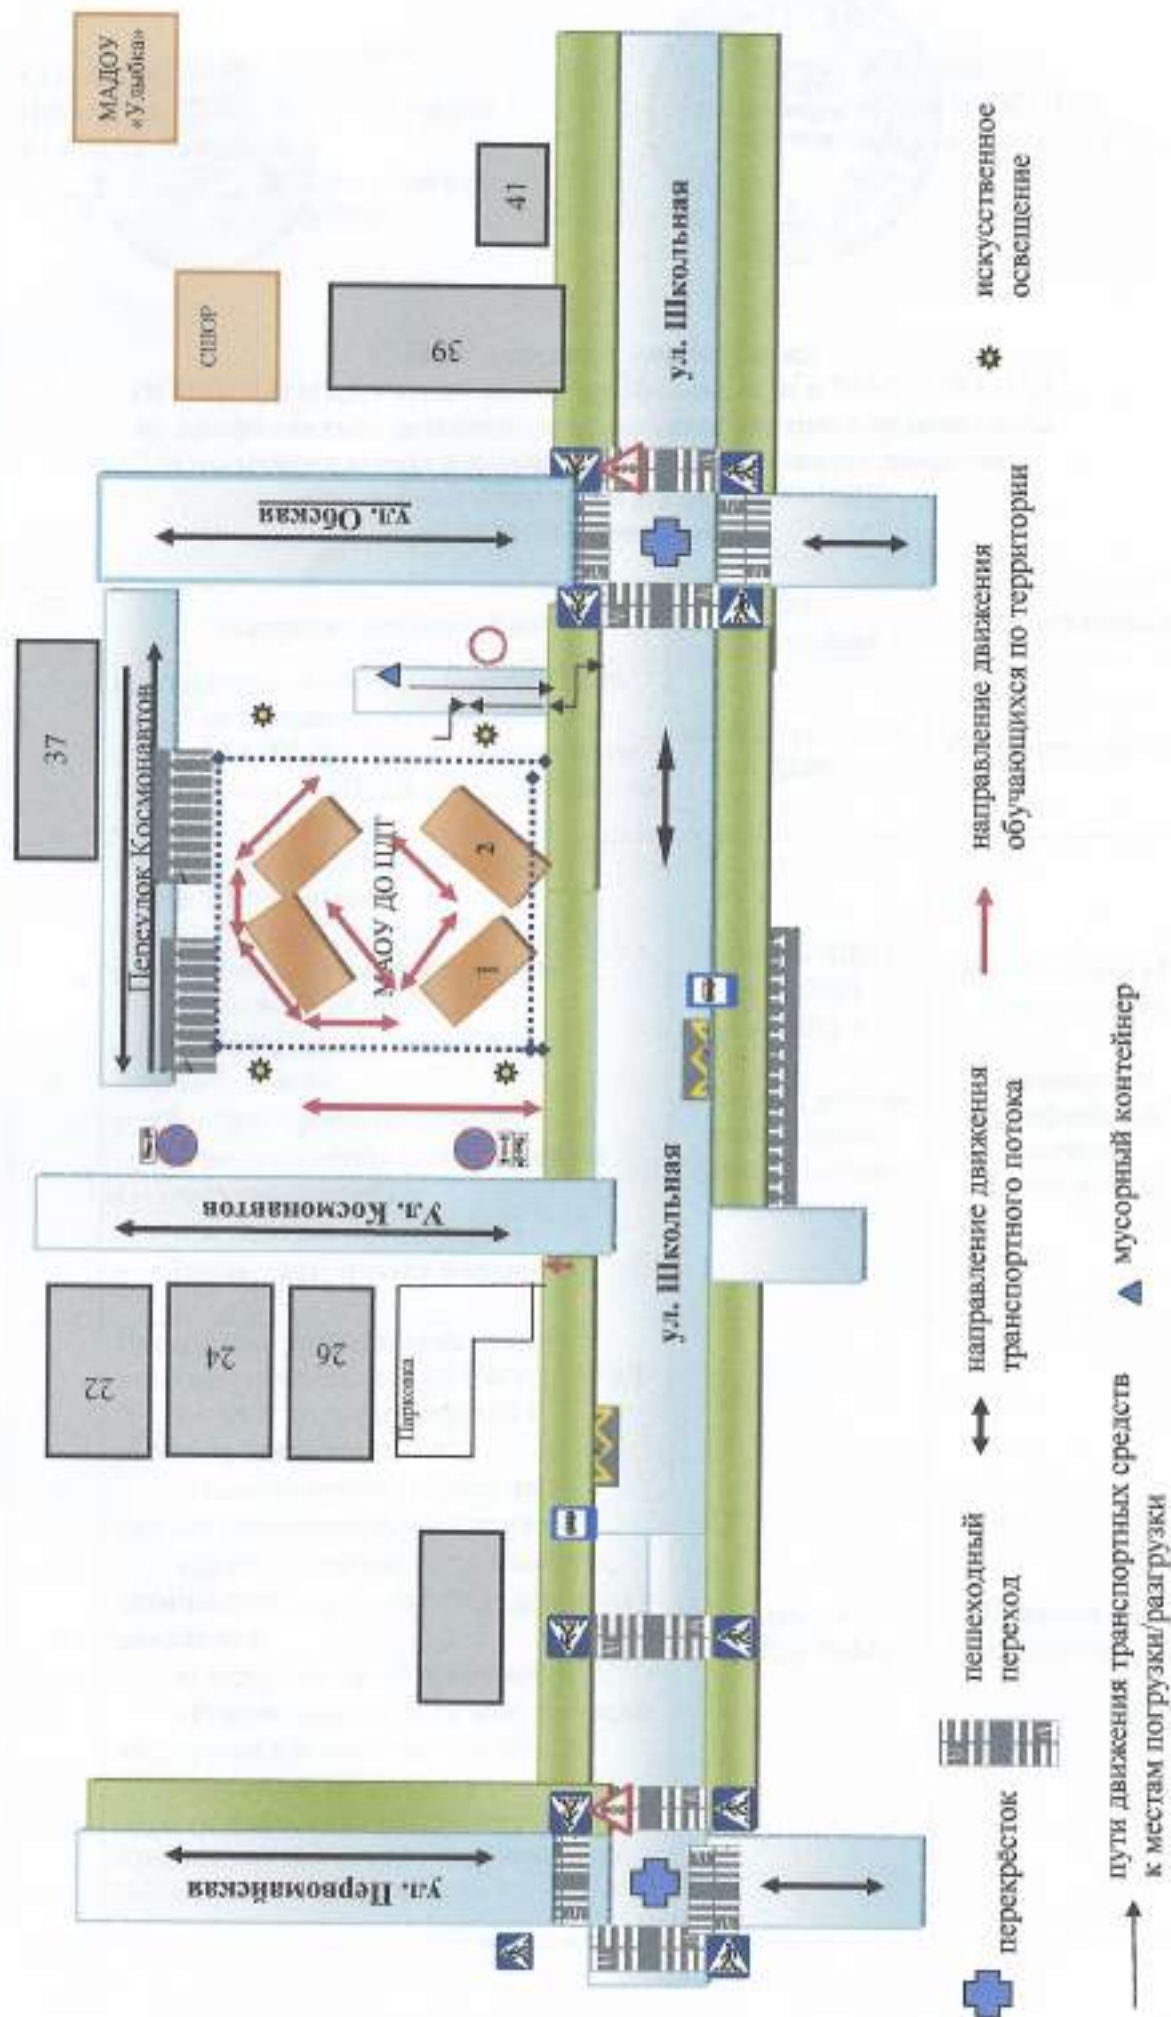 МАДОУ
«Улыбка»
СШОР
41
39
37
ул. Обская
Переулок Космонавтов
МАОУ ДО ЦДТ
1
2
Ул. Космонавтов
22
24
26
Парковка
ул. Первомайская
ул. Школьная
ул. Школьная
перекрёсток
пешеходный
переход
направление движения
транспортного потока
направление движения
обучающихся по территории
искусственное
освещение
пути движения транспортных средств
к местам погрузки/разгрузки
мусорный контейнер